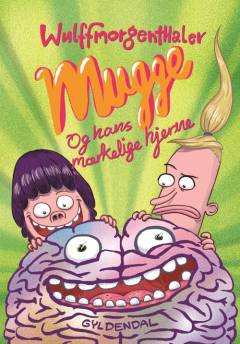 Wulffmorgenthaler
Mugge
og hans
mærkelige hjerne
GYLDENDAL